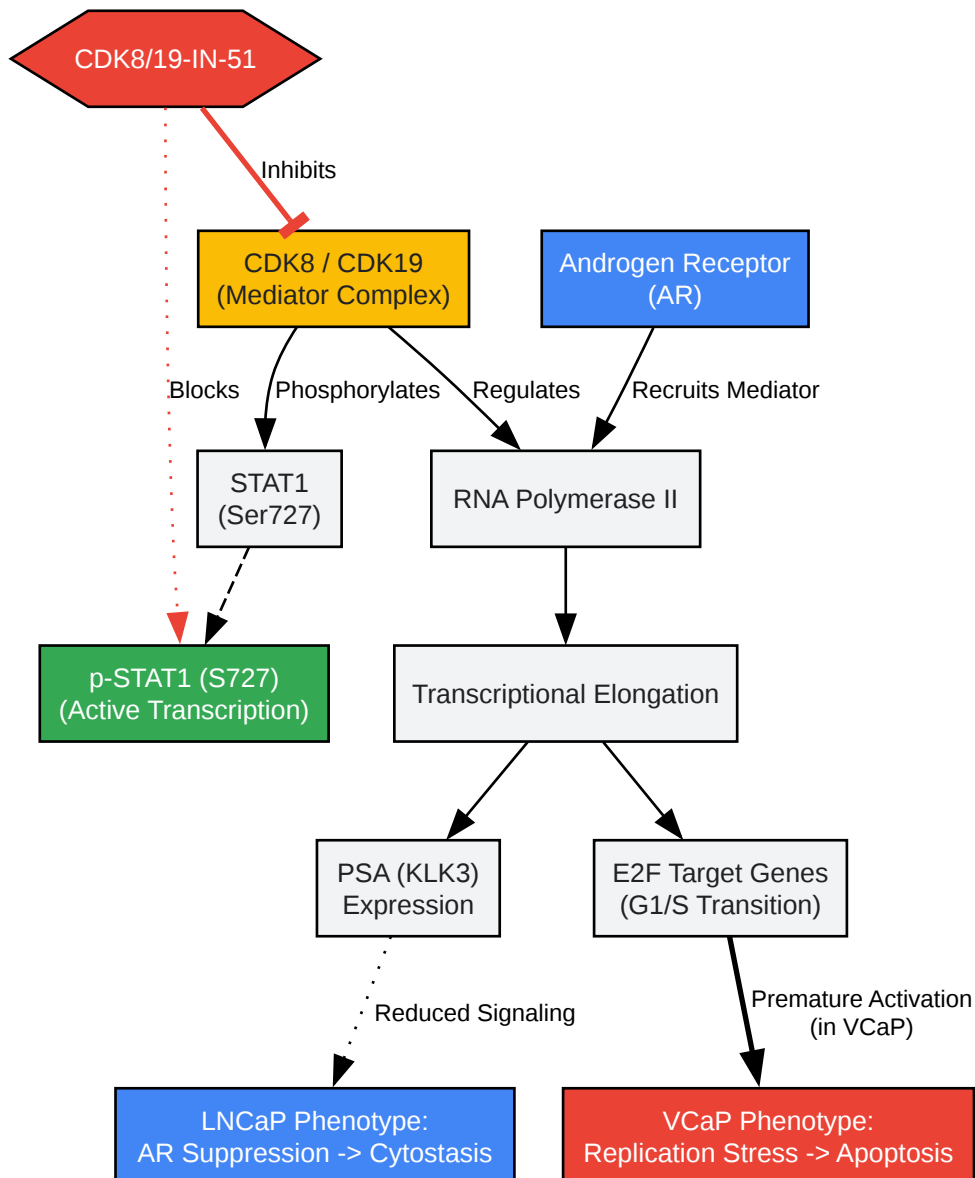 CDK8/19-IN-51
Inhibits
CDK8 / CDK19
(Mediator Complex)
Androgen Receptor
(AR)
Blocks
Phosphorylates
Regulates
Recruits Mediator
STAT1
(Ser727)
RNA Polymerase II
p-STAT1 (S727)
(Active Transcription)
Transcriptional Elongation
PSA (KLK3)
Expression
E2F Target Genes
(G1/S Transition)
Reduced Signaling
Premature Activation
(in VCaP)
LNCaP Phenotype:
AR Suppression -> Cytostasis
VCaP Phenotype:
Replication Stress -> Apoptosis